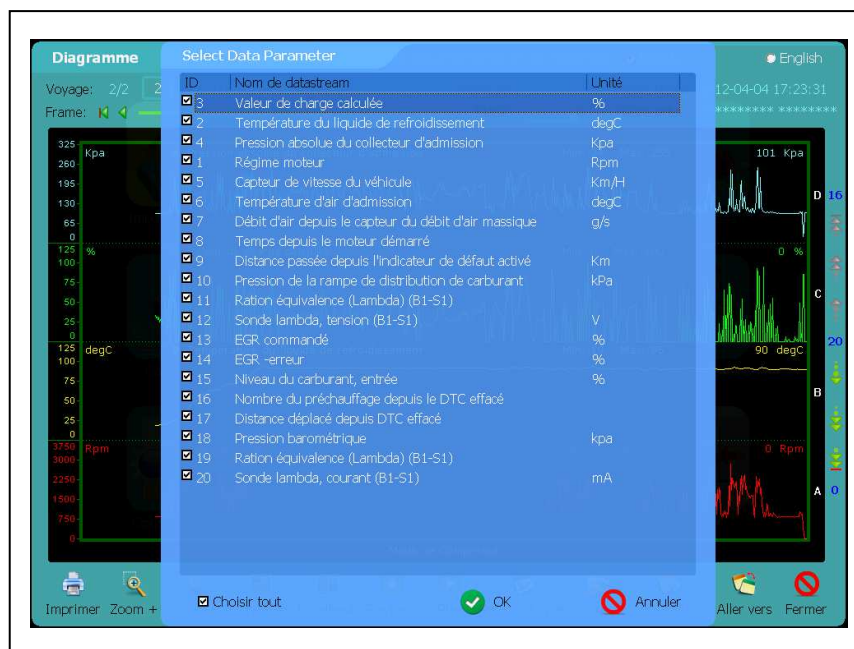 Diagramme
Select Data Parameter
English
Voyage: 2/2 2
12-04-04 17:23:31
Frame:
******** **** ********
ID Nom de datastream Unité
3 Valeur de charge calculée %
2 Température du liquide de refroidissement degC
4 Pression absolue du collecteur d'admission Kpa
1 Régime moteur Rpm
5 Capteur de vitesse du véhicule Km/H
6 Température d'air d'admission degC
7 Débit d'air depuis le capteur du débit d'air massique g/s
8 Temps depuis le moteur démarré
9 Distance passée depuis l'indicateur de défaut activé Km
10 Pression de la rampe de distribution de carburant kPa
11 Ration équivalence (Lambda) (B1-S1)
12 Sonde lambda, tension (B1-S1) V
13 EGR commandé %
14 EGR -erreur %
15 Niveau du carburant, entrée %
16 Nombre du préchauffage depuis le DTC effacé
17 Distance déplacé depuis DTC effacé
18 Pression barométrique kpa
19 Ration équivalence (Lambda) (B1-S1)
20 Sonde lambda, courant (B1-S1) mA
325
Kpa
260
195
130
65
0
125
%
100
75
50
25
0
125
degC
100
75
50
25
0
3750
Rpm
3000
2250
1500
750
0
101 Kpa
D 16
0 %
C
20
90 degC
B
0 Rpm
A 0
Choisir tout
OK
Annuler
Imprimer Zoom +
Aller vers Fermer